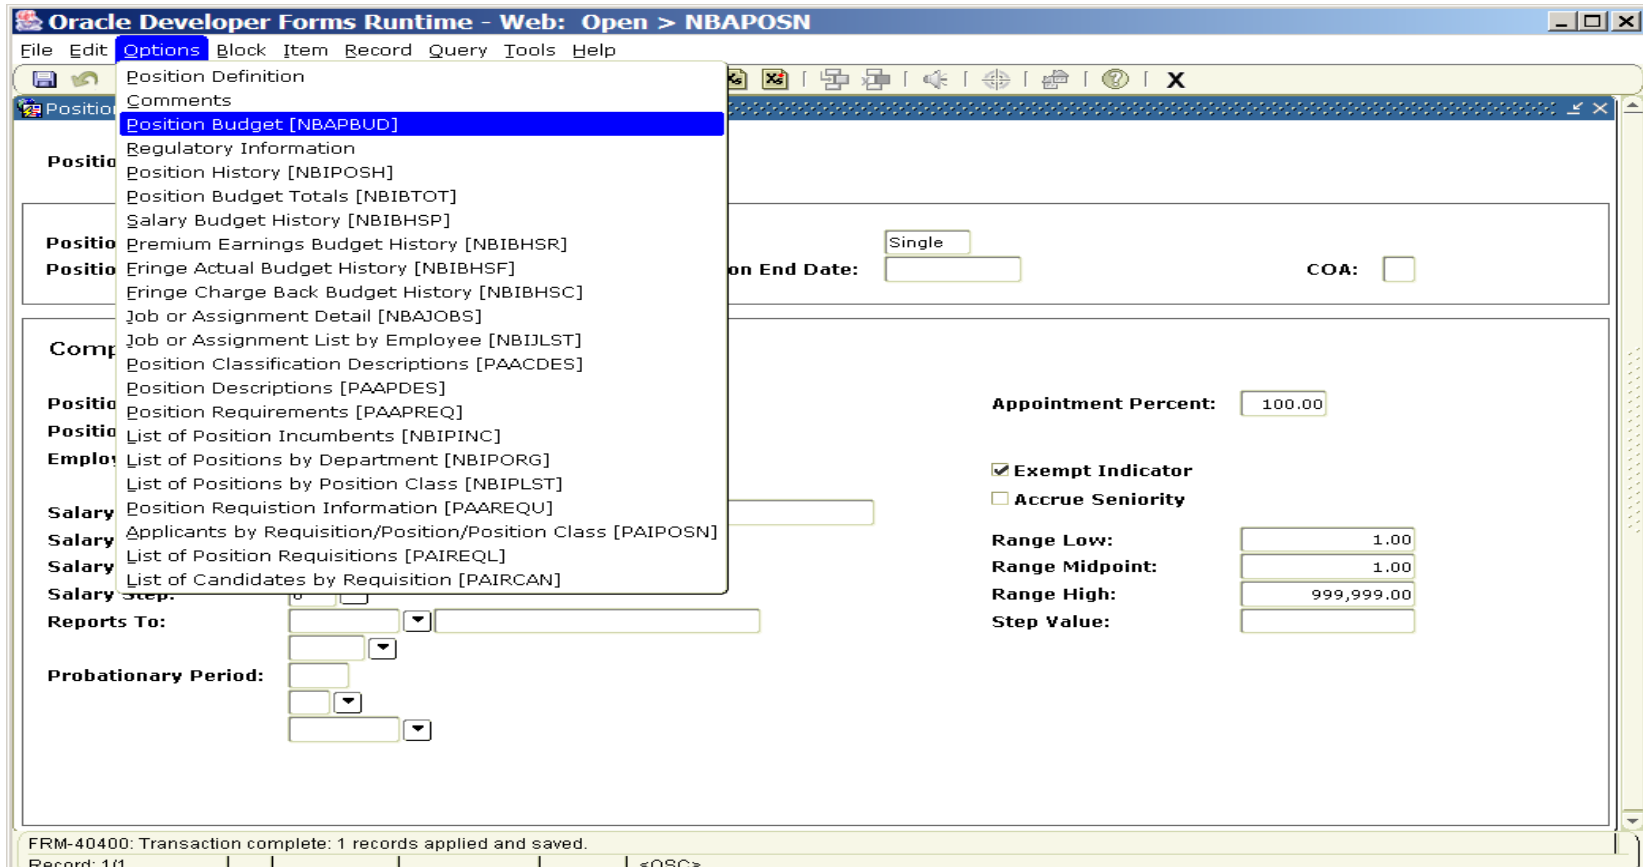 Oracle Developer Forms Runtime - Web: Open > NBAPOSN
File Edit Options Block Item Record Query Tools Help
X
Position Definition
Comments
Position Budget [NBAPBUD]
Regulatory Information
Position History [NBIPOSH]
Position Budget Totals [NBIBTOT]
Salary Budget History [NBIBHSP]
Premium Earnings Budget History [NBIBHSR]
Single
Fringe Actual Budget History [NBIBHSF]
on End Date:
COA:
Fringe Charge Back Budget History [NBIBHSC]
Job or Assignment Detail [NBAJOBS]
Comp
Job or Assignment List by Employee [NBIJLST]
Position Classification Descriptions [PAACDES]
Position Descriptions [PAAPDES]
Appointment Percent: 100.00
Position Requirements [PAAPREQ]
List of Position Incumbents [NBIPINC]
List of Positions by Department [NBIPORG]
Exempt Indicator
List of Positions by Position Class [NBIPLST]
Accrue Seniority
Salary
Position Requistion Information [PAAREQU]
Salary
Applicants by Requisition/Position/Position Class [PAIPOSN]
Range Low: 1.00
Salary
List of Position Requisitions [PAIREQL]
Range Midpoint: 1.00
List of Candidates by Requisition [PAIRCAN]
Salary Step: 0
Range High: 999,999.00
Reports To:
Step Value:
Probationary Period:
FRM-40400: Transaction complete: 1 records applied and saved.
Record: 1/1 <OSC>